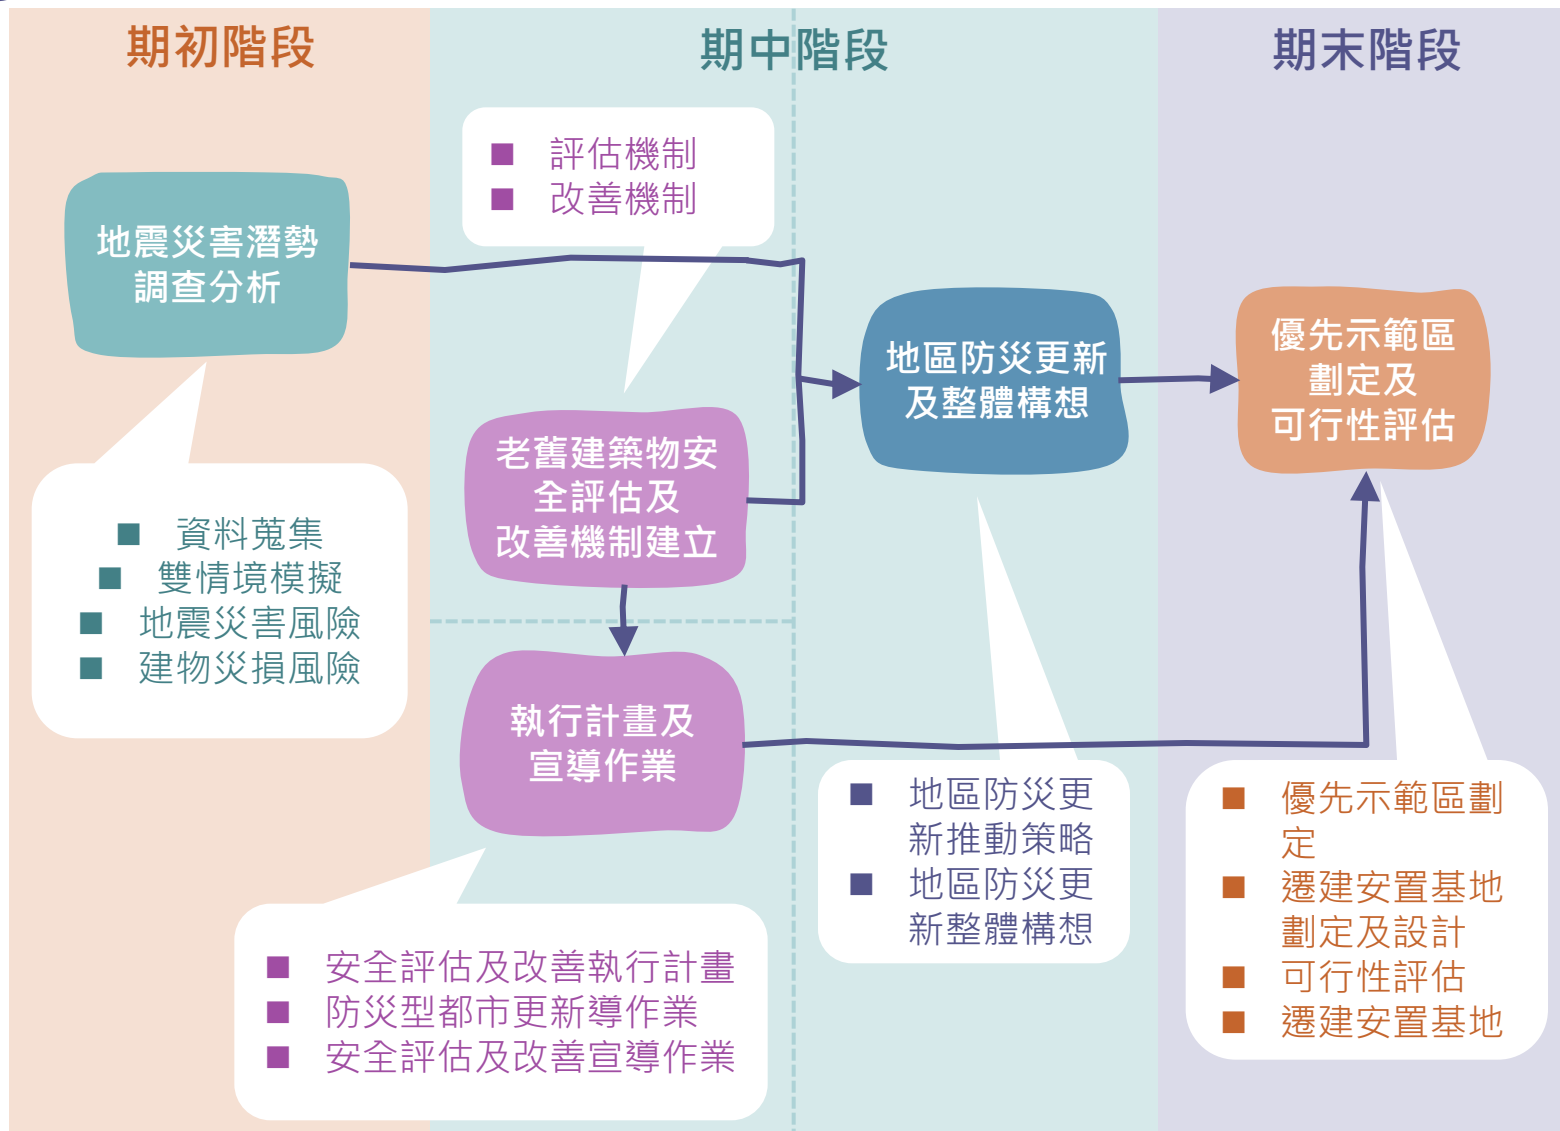 期初階段
期中階段
期末階段
評估機制
改善機制
地震災害潛勢
調查分析
地區防災更新
及整體構想
優先示範區
劃定及
可行性評估
老舊建築物安
全評估及
改善機制建立
資料蒐集
雙情境模擬
地震災害風險
建物災損風險
執行計畫及
宣導作業
地區防災更
新推動策略
地區防災更
新整體構想
優先示範區劃
定
遷建安置基地
劃定及設計
可行性評估
遷建安置基地
安全評估及改善執行計畫
防災型都市更新導作業
安全評估及改善宣導作業